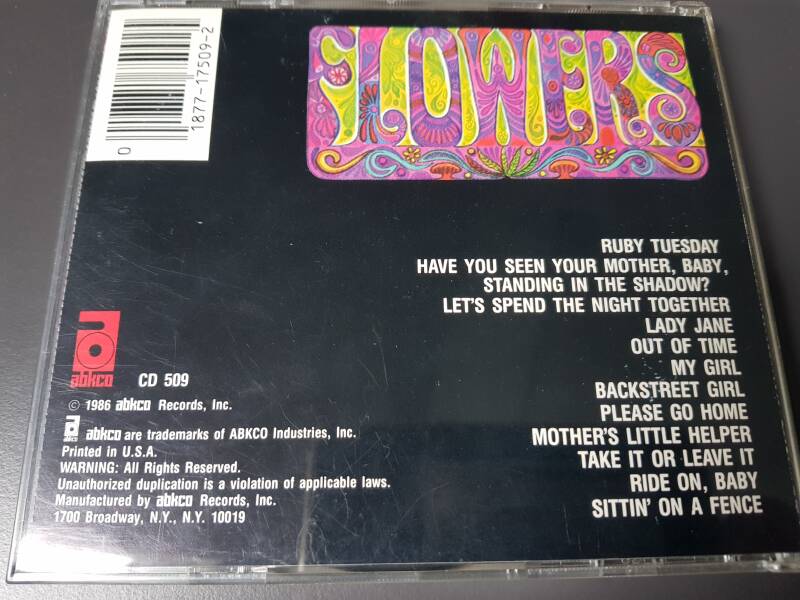 0 1877-17509-2
FLOWERS
RUBY TUESDAY
HAVE YOU SEEN YOUR MOTHER, BABY,
STANDING IN THE SHADOW?
LET'S SPEND THE NIGHT TOGETHER
LADY JANE
OUT OF TIME
MY GIRL
BACKSTREET GIRL
PLEASE GO HOME
MOTHER'S LITTLE HELPER
TAKE IT OR LEAVE IT
RIDE ON, BABY
SITTIN' ON A FENCE
abkco CD 509
© 1986 abkco Records, Inc.
abkco abkco are trademarks of ABKCO Industries, Inc.
Printed in U.S.A.
WARNING: All Rights Reserved.
Unauthorized duplication is a violation of applicable laws.
Manufactured by abkco Records, Inc.
1700 Broadway, N.Y., N.Y. 10019